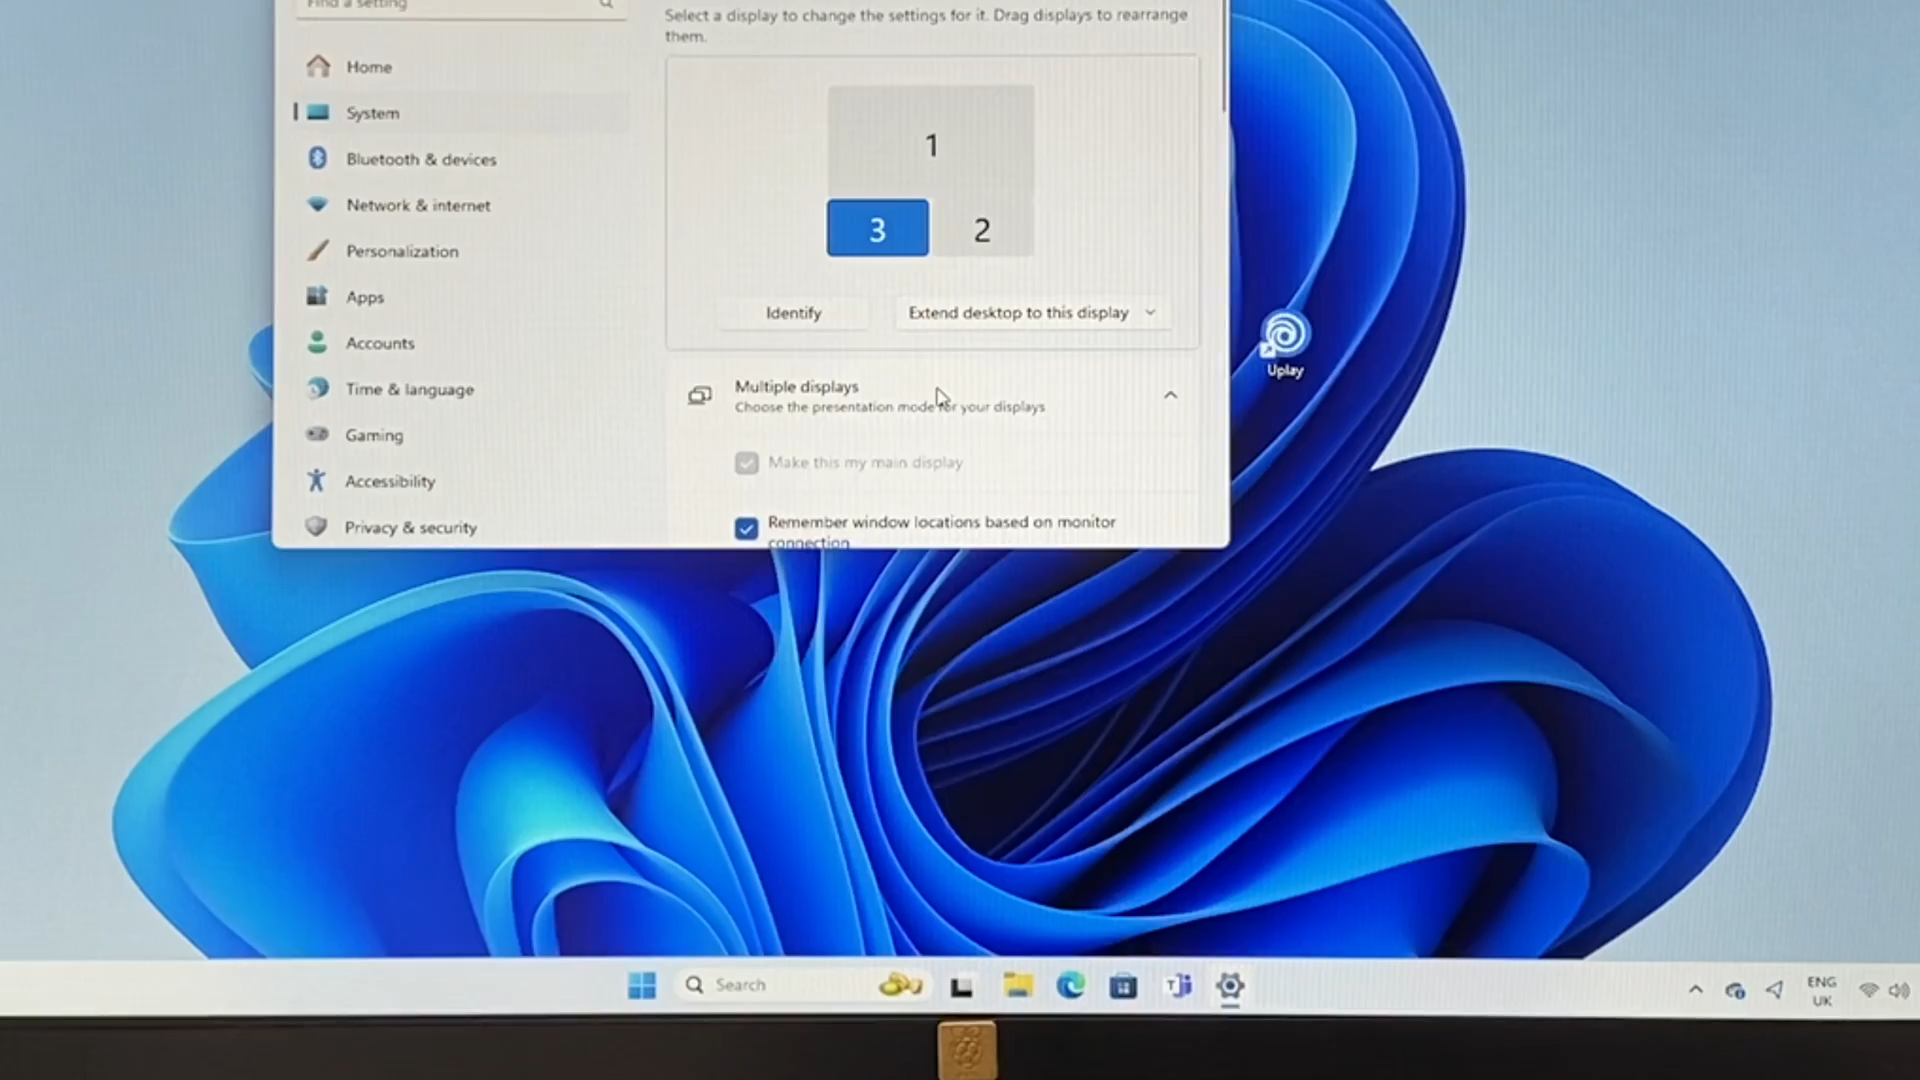 Find a setting
Select a display to change the settings for it. Drag displays to rearrange
them.
Home
System
Bluetooth & devices
Network & internet
Personalization
Apps
Accounts
Time & language
Gaming
Accessibility
Privacy & security
1
3
2
Identify
Extend desktop to this display
Multiple displays
Choose the presentation mode for your displays
Make this my main display
Remember window locations based on monitor
connection
Uplay
Search
ENG
UK